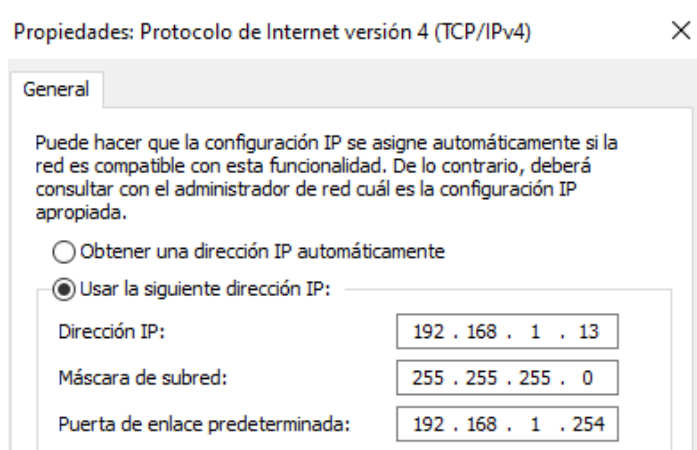 Propiedades: Protocolo de Internet versión 4 (TCP/IPv4)
General
Puede hacer que la configuración IP se asigne automáticamente si la
red es compatible con esta funcionalidad. De lo contrario, deberá
consultar con el administrador de red cuál es la configuración IP
apropiada.
Obtener una dirección IP automáticamente
Usar la siguiente dirección IP:
Dirección IP: 192 . 168 . 1 . 13
Máscara de subred: 255 . 255 . 255 . 0
Puerta de enlace predeterminada: 192 . 168 . 1 . 254